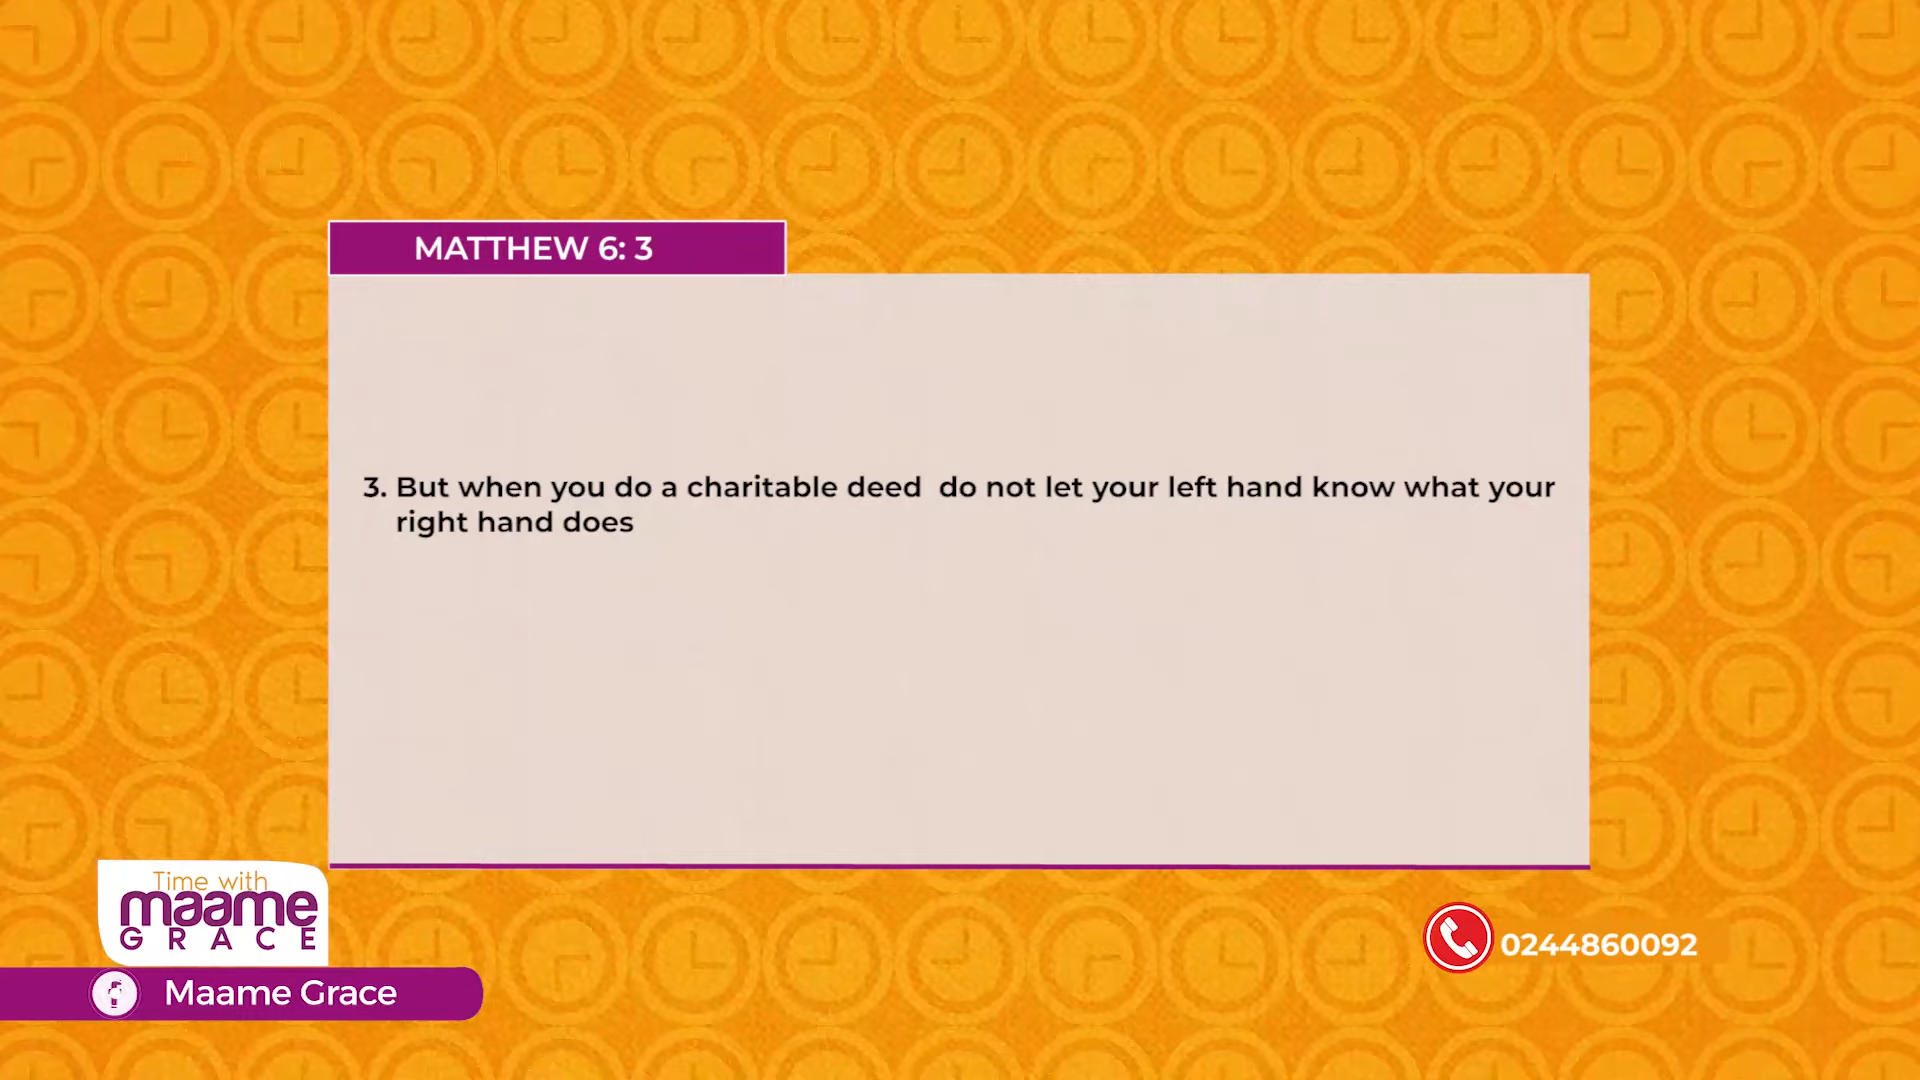 MATTHEW 6: 3
3. But when you do a charitable deed  do not let your left hand know what your
right hand does
Time with
maame
GRACE
Maame Grace
0244860092